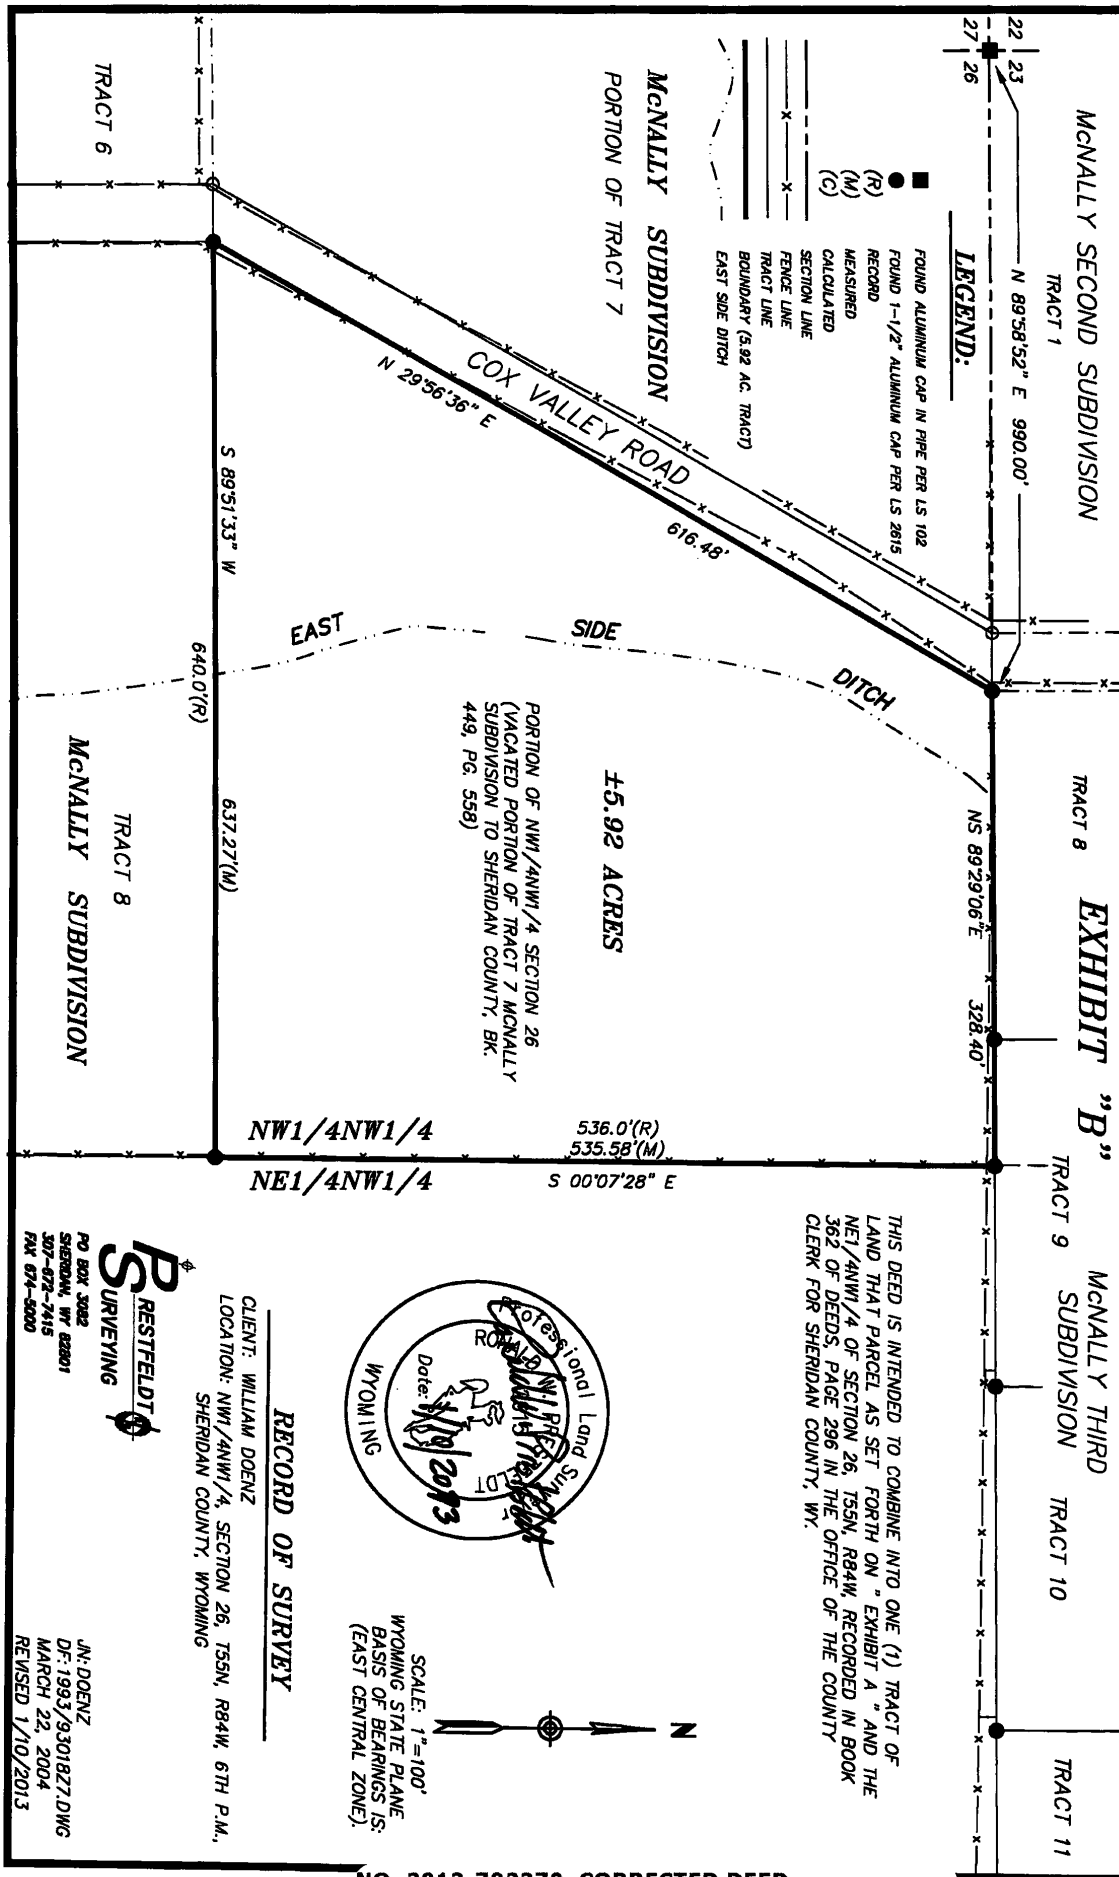 EXHIBIT "B"
McNALLY SECOND SUBDIVISION
TRACT 1
22 23
27 26
N 89°58'52" E 990.00'
TRACT 8
TRACT 9
McNALLY THIRD
SUBDIVISION
TRACT 10
TRACT 11
LEGEND:
FOUND ALUMINUM CAP IN PIPE PER LS 102
FOUND 1-1/2" ALUMINUM CAP PER LS 2615
(R) RECORD
(M) MEASURED
(C) CALCULATED
SECTION LINE
FENCE LINE
TRACT LINE
BOUNDARY (5.92 AC. TRACT)
EAST SIDE DITCH
McNALLY SUBDIVISION
PORTION OF TRACT 7
COX VALLEY ROAD
N 29°56'36" E
616.48'
NS 89°29'06"E 328.40'
EAST SIDE DITCH
±5.92 ACRES
PORTION OF NW1/4NW1/4 SECTION 26
(VACATED PORTION OF TRACT 7 MCNALLY
SUBDIVISION TO SHERIDAN COUNTY, BK.
449, PG. 558)
536.0'(R)
535.58'(M)
S 00°07'28" E
NW1/4NW1/4
NE1/4NW1/4
S 89°51'33" W
640.0'(R)
637.27'(M)
TRACT 6
TRACT 8
McNALLY SUBDIVISION
THIS DEED IS INTENDED TO COMBINE INTO ONE (1) TRACT OF
LAND THAT PARCEL AS SET FORTH ON " EXHIBIT A " AND THE
NE1/4NW1/4 OF SECTION 26, T55N, R84W, RECORDED IN BOOK
362 OF DEEDS, PAGE 296 IN THE OFFICE OF THE COUNTY
CLERK FOR SHERIDAN COUNTY, WY.
N
SCALE: 1"=100'
WYOMING STATE PLANE
BASIS OF BEARINGS IS:
(EAST CENTRAL ZONE).
Professional Land
WYOMING
Date:
RECORD OF SURVEY
CLIENT: WILLIAM DOENZ
LOCATION: NW1/4NW1/4, SECTION 26, T55N, R84W, 6TH P.M.,
SHERIDAN COUNTY, WYOMING
PRESTFELDT
SURVEYING
PO BOX 3082
SHERIDAN, WY 82801
307-672-7415
FAX 674-5000
JN: DOENZ
DF:1993/93018Z7.DWG
MARCH 22, 2004
REVISED 1/10/2013